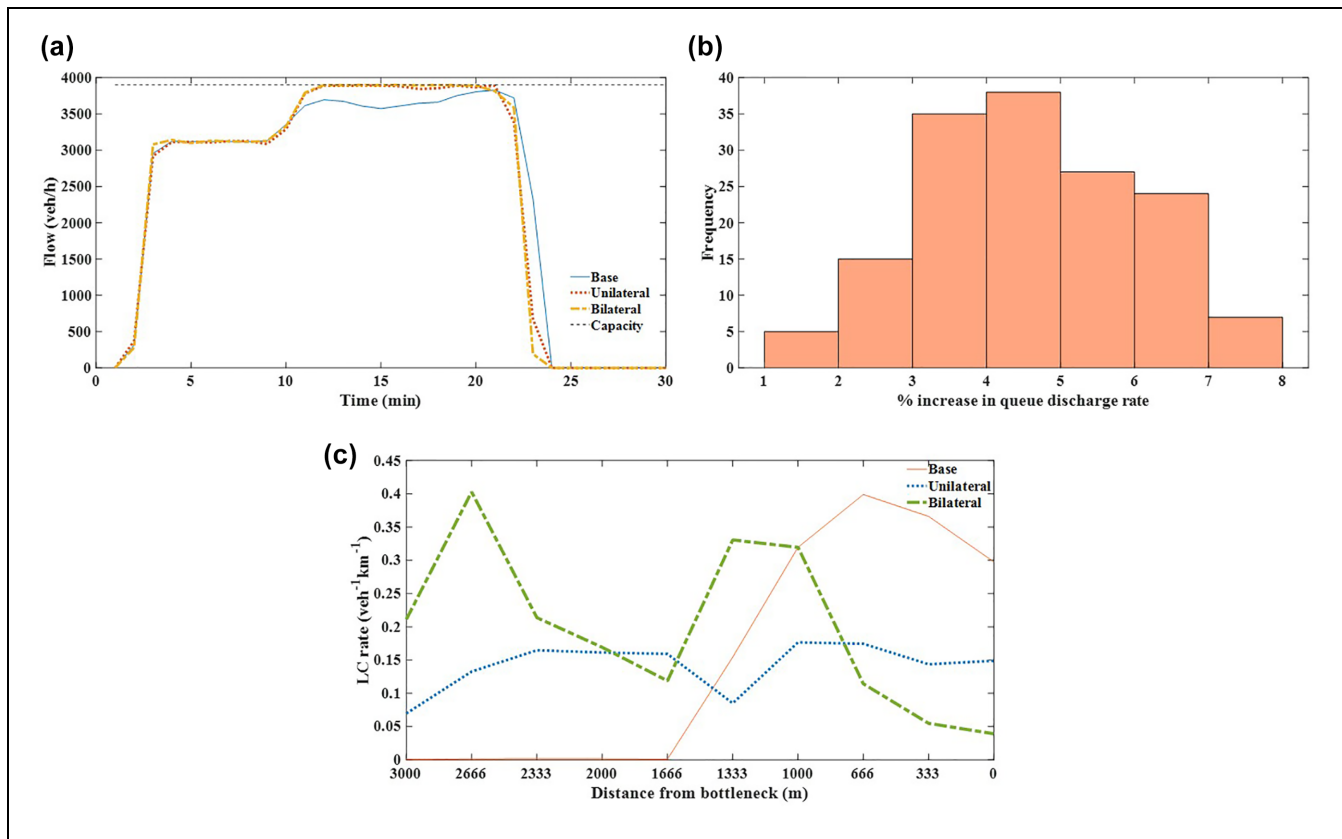 (a)
4000
3500
3000
2500
2000
1500
1000
500
0
Flow (veh/h)
0 5 10 15 20 25 30
Time (min)
Base
Unilateral
Bilateral
Capacity
(b)
40
35
30
25
20
15
10
5
0
Frequency
1 2 3 4 5 6 7 8
% increase in queue discharge rate
(c)
0.45
0.4
0.35
0.3
0.25
0.2
0.15
0.1
0.05
0
LC rate (veh⁻¹km⁻¹)
3000 2666 2333 2000 1666 1333 1000 666 333 0
Distance from bottleneck (m)
Base
Unilateral
Bilateral